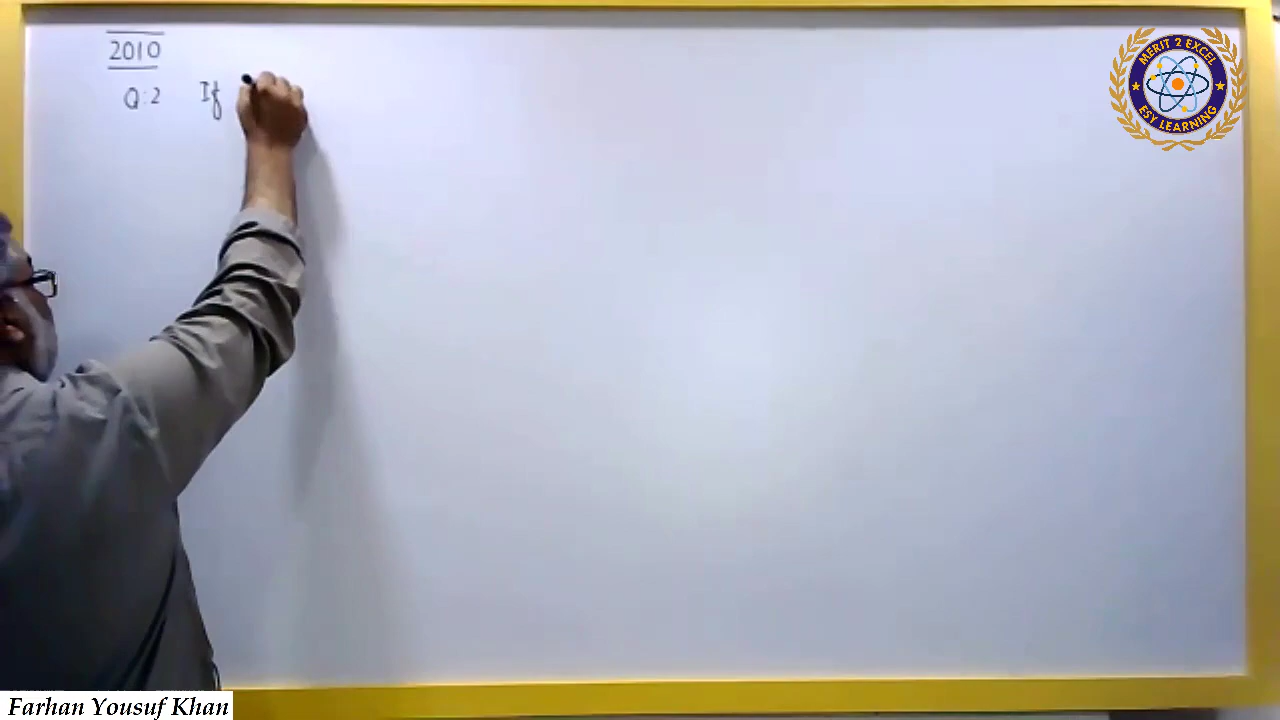 2010
Q:2 If
MERIT 2 EXCEL
ESY LEARNING
Farhan Yousuf Khan